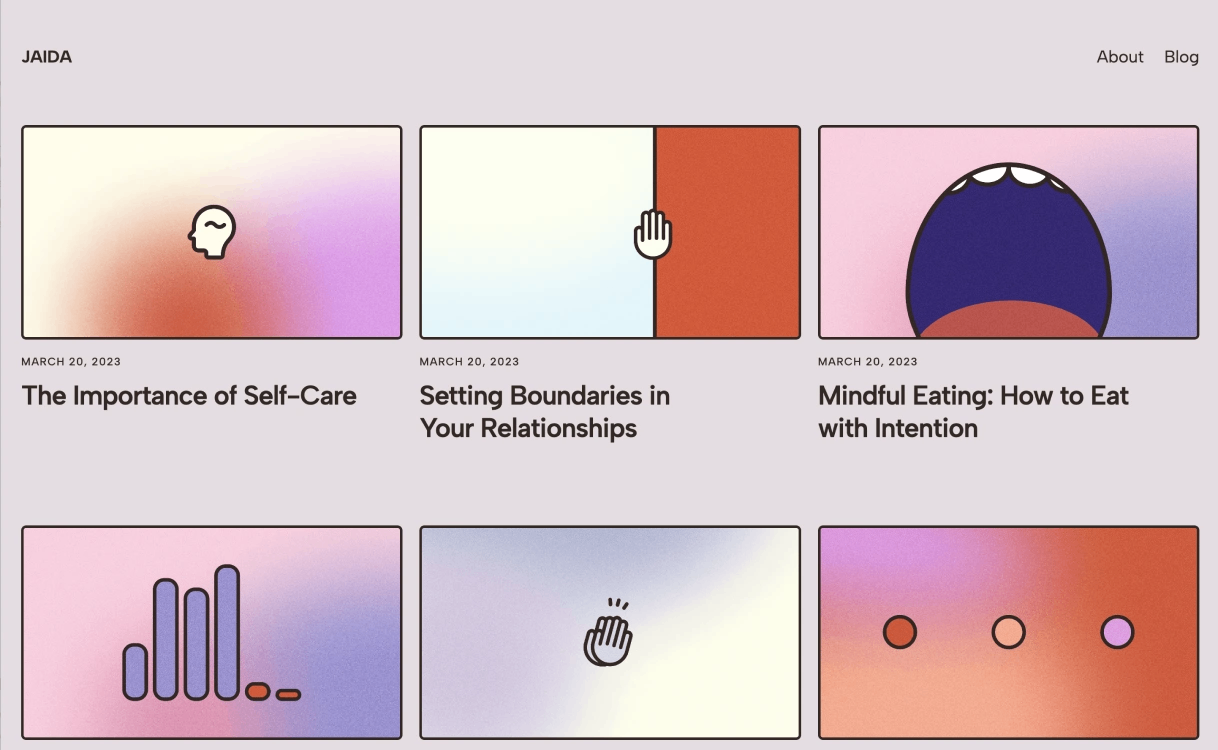 JAIDA
About Blog
MARCH 20, 2023
The Importance of Self-Care
MARCH 20, 2023
Setting Boundaries in
Your Relationships
MARCH 20, 2023
Mindful Eating: How to Eat
with Intention